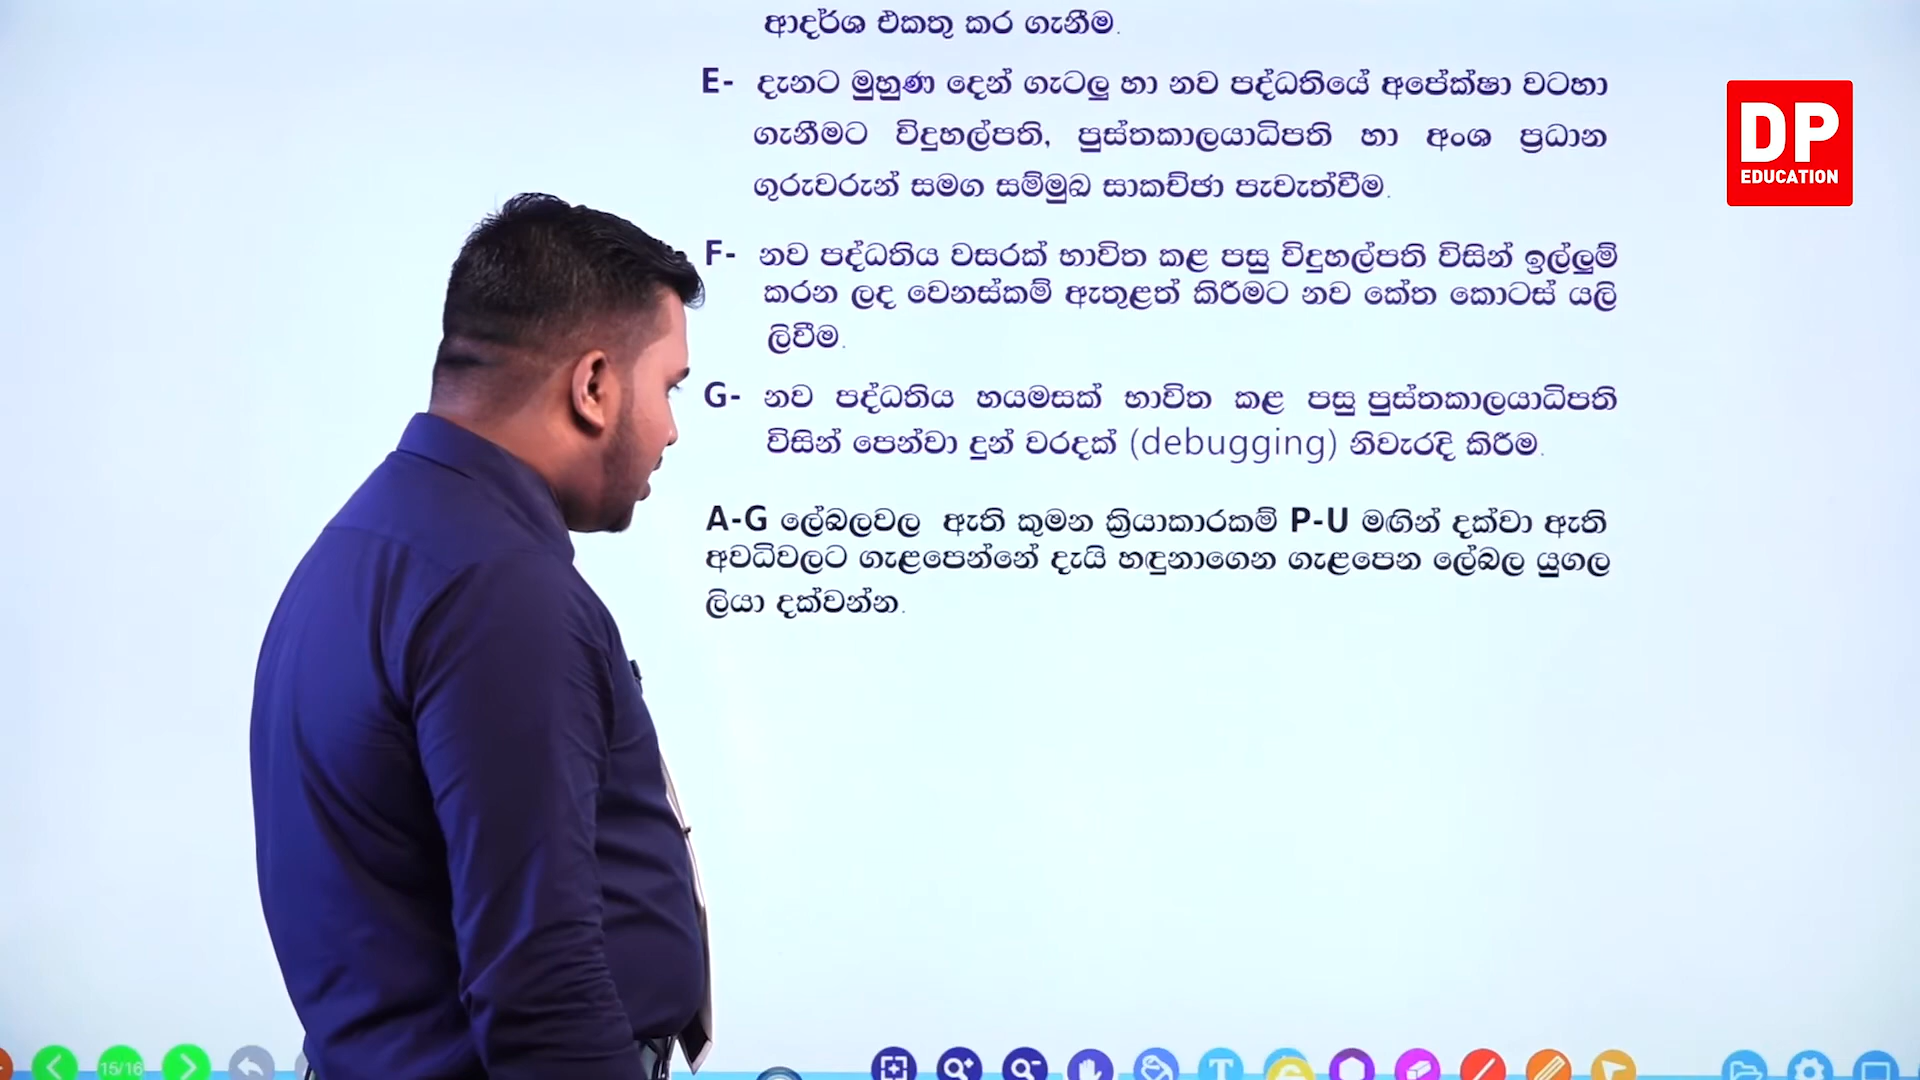 ආදර්ශ එකතු කර ගැනීම.
E- දැනට මුහුණ දෙන් ගැටලු හා නව පද්ධතියේ අපේක්ෂා වටහා
ගැනීමට විදුහල්පති, පුස්තකාලයාධිපති හා අංශ ප්‍රධාන
ගුරුවරුන් සමග සම්මුඛ සාකච්ඡා පැවැත්වීම.
F- නව පද්ධතිය වසරක් භාවිත කළ පසු විදුහල්පති විසින් ඉල්ලුම්
කරන ලද වෙනස්කම් ඇතුළත් කිරීමට නව කේත කොටස් යලි
ලිවීම.
G- නව පද්ධතිය හයමසක් භාවිත කළ පසු පුස්තකාලයාධිපති
විසින් පෙන්වා දුන් වරදක් (debugging) නිවැරදි කිරීම.
A-G ලේබලවල ඇති කුමන ක්‍රියාකාරකම් P-U මඟින් දක්වා ඇති
අවධිවලට ගැළපෙන්නේ දැයි හඳුනාගෙන ගැළපෙන ලේබල යුගල
ලියා දක්වන්න.
DP
EDUCATION
15/16